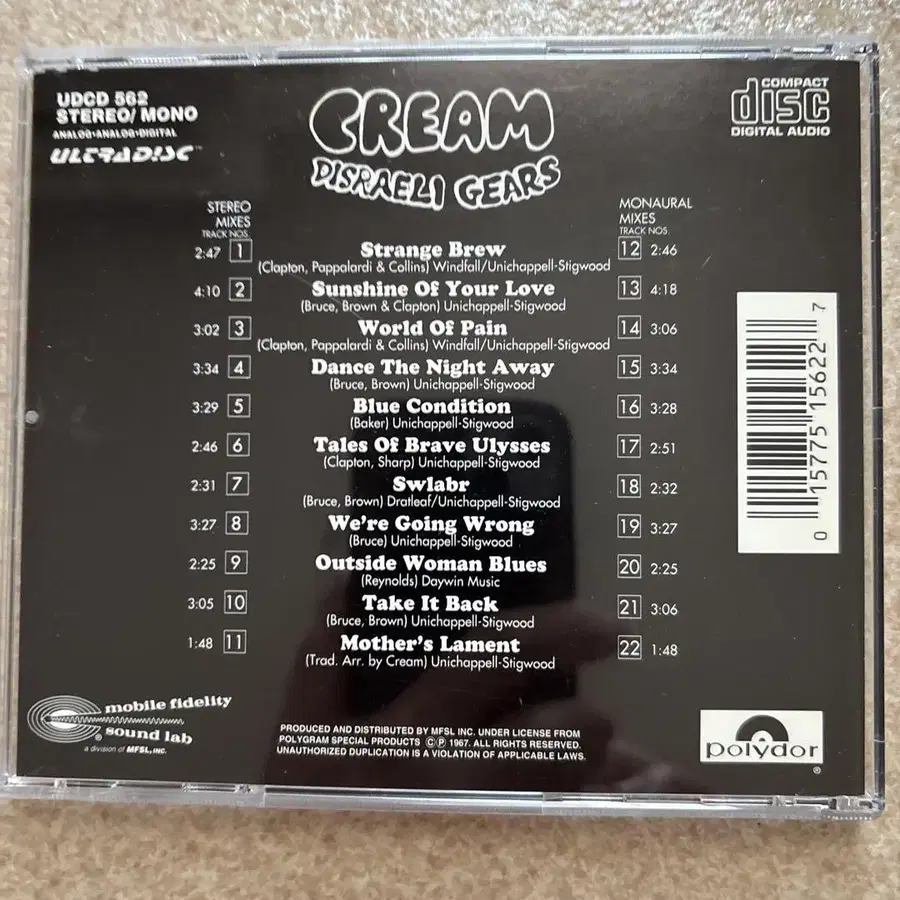 UDCD 562
STEREO/MONO
ANALOG•ANALOG•DIGITAL
ULTRADISC™
CREAM
DISRAELI GEARS
COMPACT
disc
DIGITAL AUDIO
STEREO
MIXES
TRACK NOS.
MONAURAL
MIXES
TRACK NOS.
2:47 1 Strange Brew 12 2:46
(Clapton, Pappalardi & Collins) Windfall/Unichappell-Stigwood
4:10 2 Sunshine Of Your Love 13 4:18
(Bruce, Brown & Clapton) Unichappell-Stigwood
3:02 3 World Of Pain 14 3:06
(Clapton, Pappalardi & Collins) Windfall/Unichappell-Stigwood
3:34 4 Dance The Night Away 15 3:34
(Bruce, Brown) Unichappell-Stigwood
3:29 5 Blue Condition 16 3:28
(Baker) Unichappell-Stigwood
2:46 6 Tales Of Brave Ulysses 17 2:51
(Clapton, Sharp) Unichappell-Stigwood
2:31 7 Swlabr 18 2:32
(Bruce, Brown) Dratleaf/Unichappell-Stigwood
3:27 8 We're Going Wrong 19 3:27
(Bruce) Unichappell-Stigwood
2:25 9 Outside Woman Blues 20 2:25
(Reynolds) Daywin Music
3:05 10 Take It Back 21 3:06
(Bruce, Brown) Unichappell-Stigwood
1:48 11 Mother's Lament 22 1:48
(Trad. Arr. by Cream) Unichappell-Stigwood
0 15775 15622 7
mobile fidelity
® sound lab
a division of MFSL, INC.
PRODUCED AND DISTRIBUTED BY MFSL INC. UNDER LICENSE FROM
POLYGRAM SPECIAL PRODUCTS ©℗ 1967. ALL RIGHTS RESERVED.
UNAUTHORIZED DUPLICATION IS A VIOLATION OF APPLICABLE LAWS.
polydor
®